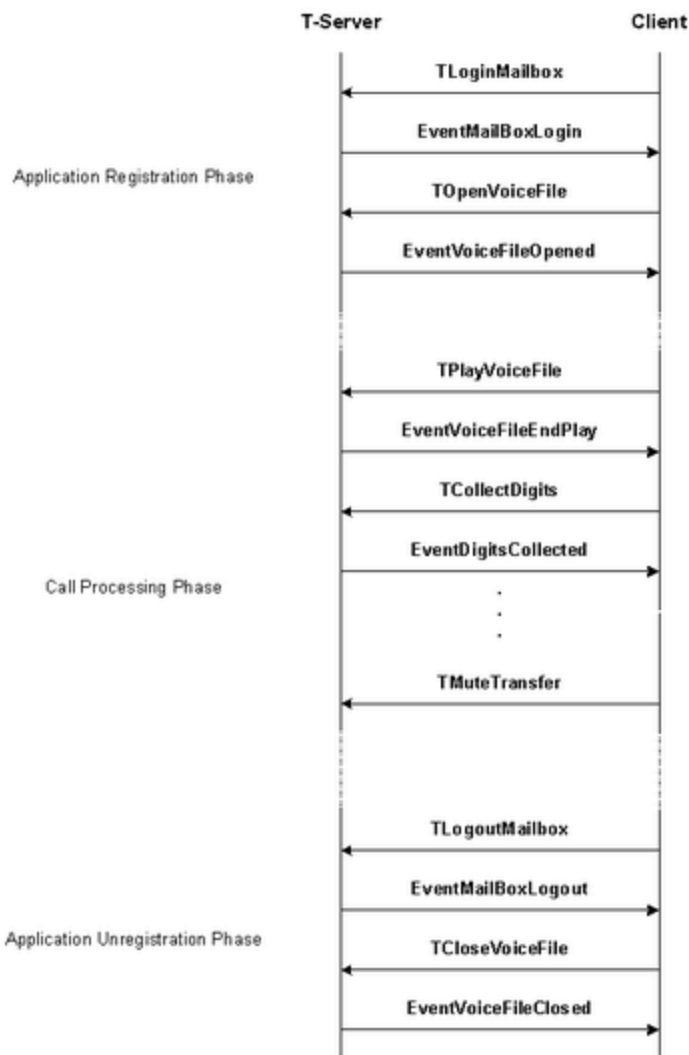 T-Server Client
TLoginMailbox
EventMailBoxLogin
Application Registration Phase
TOpenVoiceFile
EventVoiceFileOpened
TPlayVoiceFile
EventVoiceFileEndPlay
TCollectDigits
EventDigitsCollected
Call Processing Phase
TMuteTransfer
TLogoutMailbox
EventMailBoxLogout
Application Unregistration Phase
TCloseVoiceFile
EventVoiceFileClosed